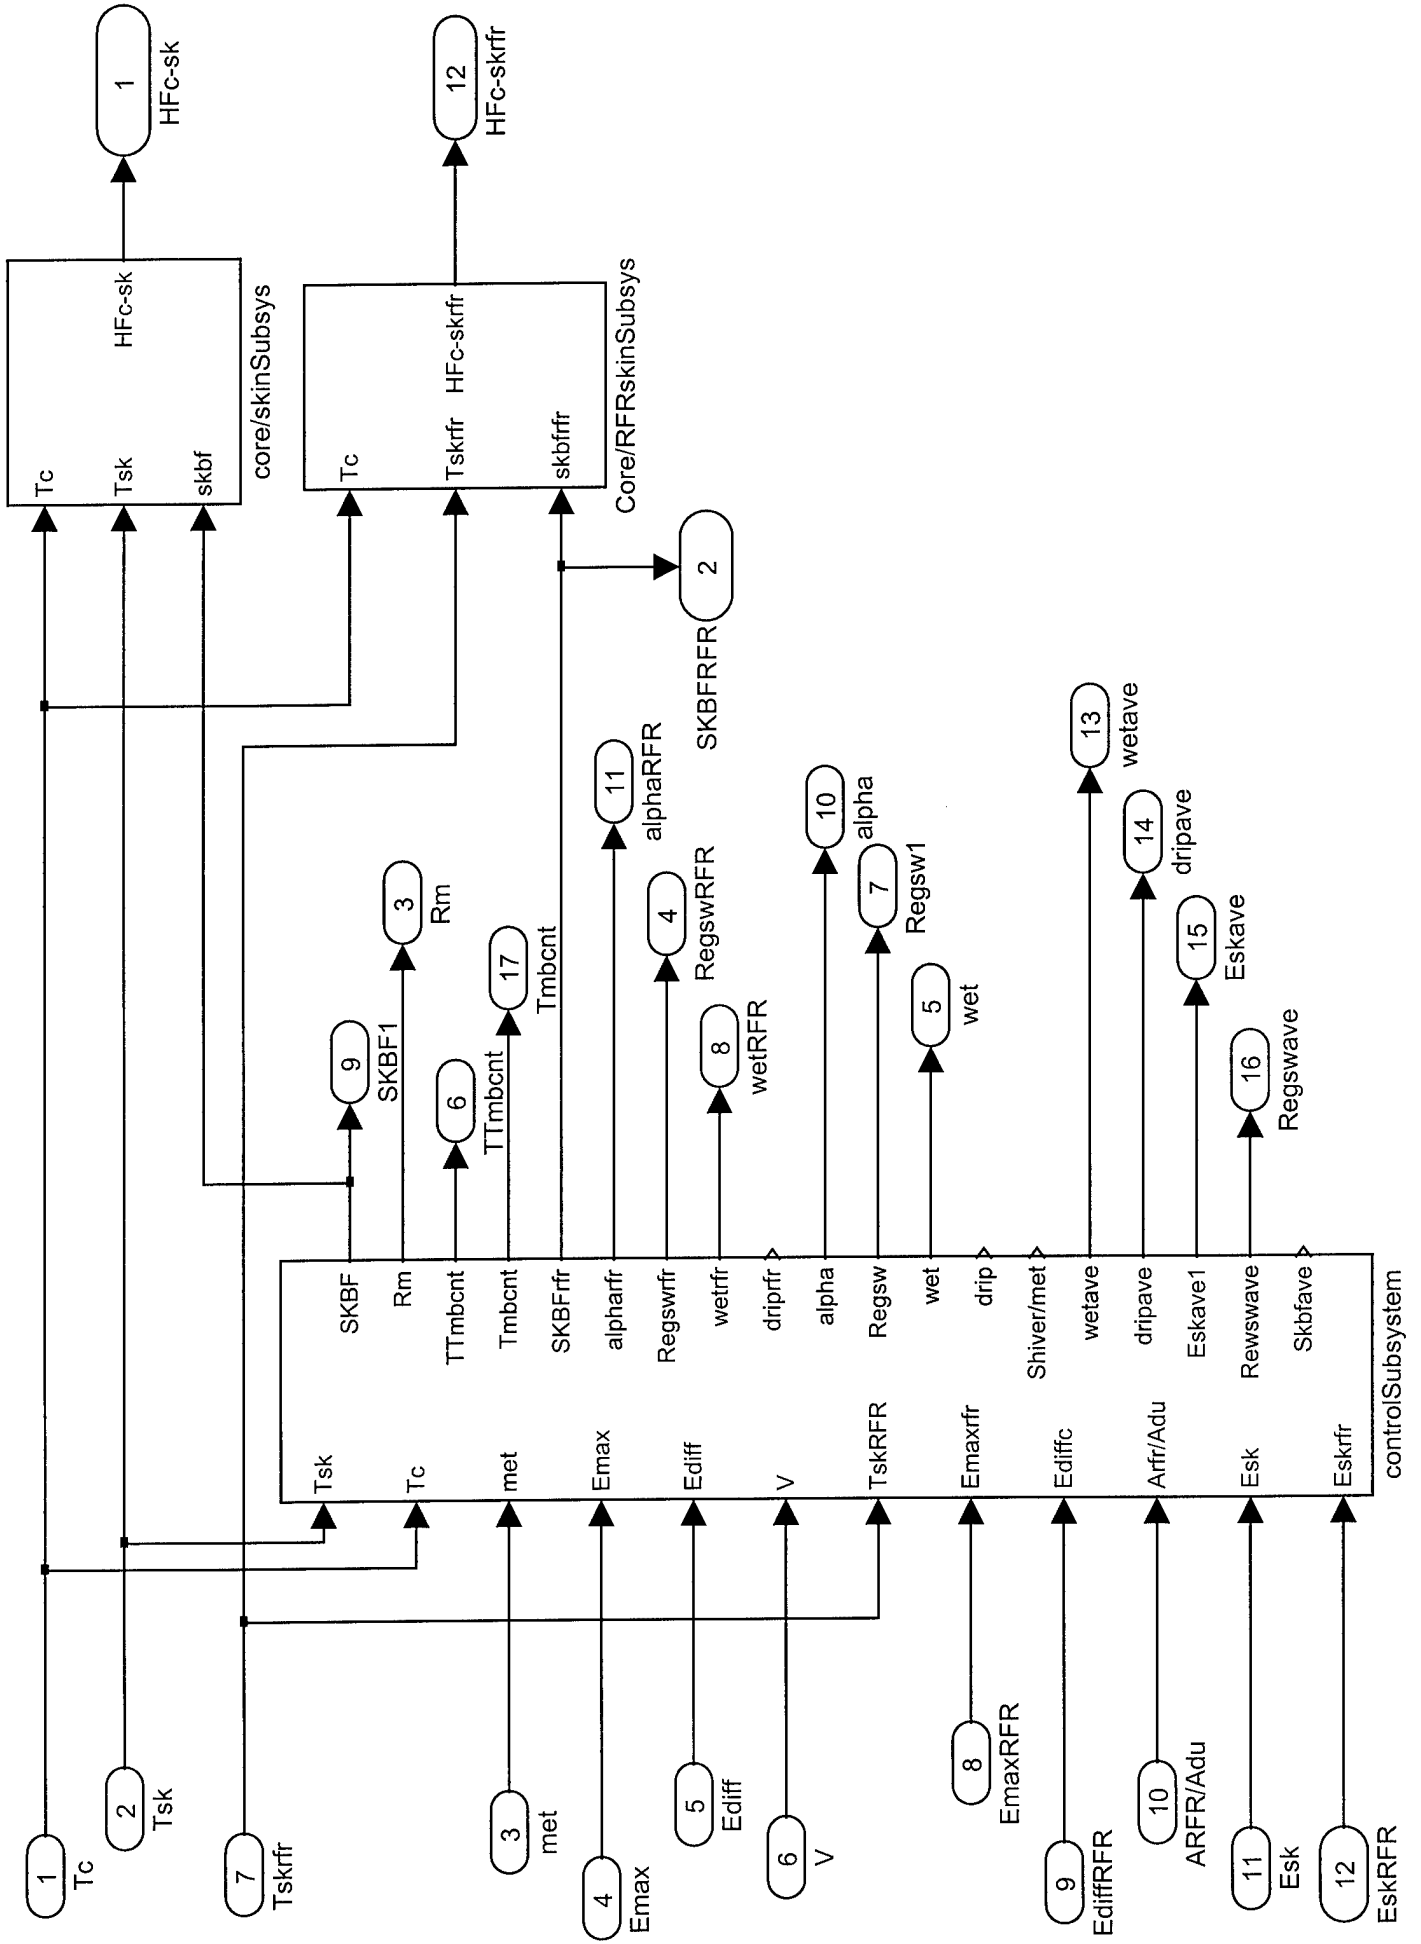 1
Tc
2
Tsk
7
Tskrfr
3
met
4
Emax
5
Ediff
6
V
8
EmaxRFR
9
EdiffRFR
10
ARFR/Adu
11
Esk
12
EskRFR
Tsk
Tc
met
Emax
Ediff
V
TskRFR
Emaxrfr
Ediffc
Arfr/Adu
Esk
Eskrfr
SKBF
Rm
TTmbcnt
Tmbcnt
SKBFrfr
alpharfr
Regswrfr
wetrfr
driprfr
alpha
Regsw
wet
drip
Shiver/met
wetave
dripave
Eskave1
Rewswave
Skbfave
controlSubsystem
9
SKBF1
3
Rm
6
TTmbcnt
17
Tmbcnt
11
alphaRFR
4
RegswRFR
8
wetRFR
10
alpha
7
Regsw1
5
wet
13
wetave
14
dripave
15
Eskave
16
Regswave
2
SKBFRFR
Tc
Tsk
skbf
HFc-sk
core/skinSubsys
Tc
Tskrfr
skbfrfr
HFc-skrfr
Core/RFRskinSubsys
1
HFc-sk
12
HFc-skrfr